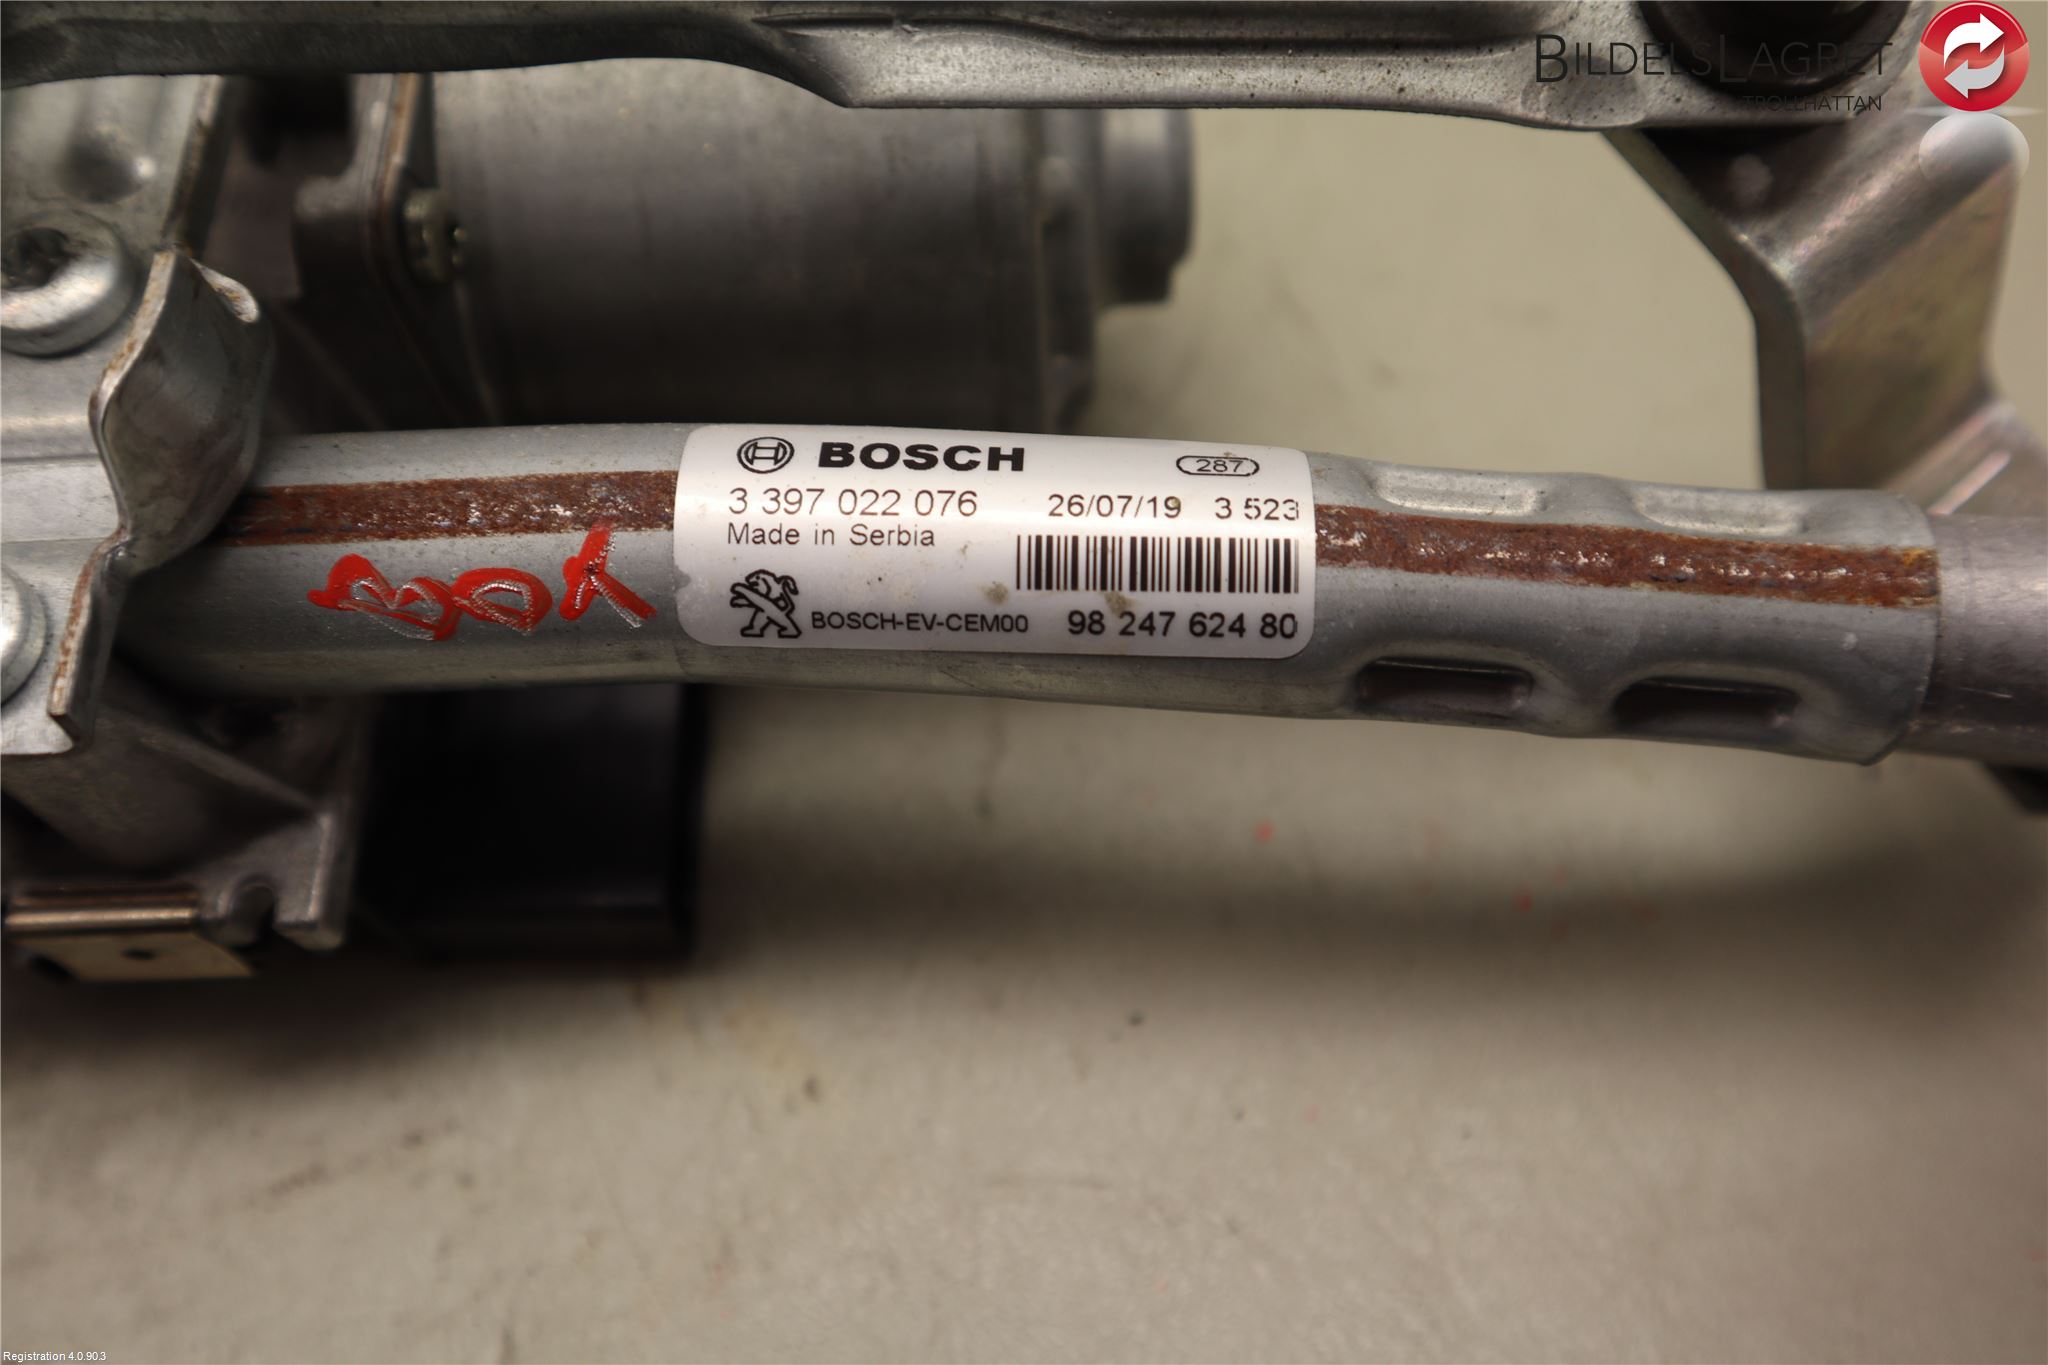 BILDELSLAGRET
TROLLHÄTTAN
BOSCH
287
3 397 022 076
26/07/19 3 523
Made in Serbia
BOSCH-EV-CEM00
98 247 624 80
Registration 4.0.90.3